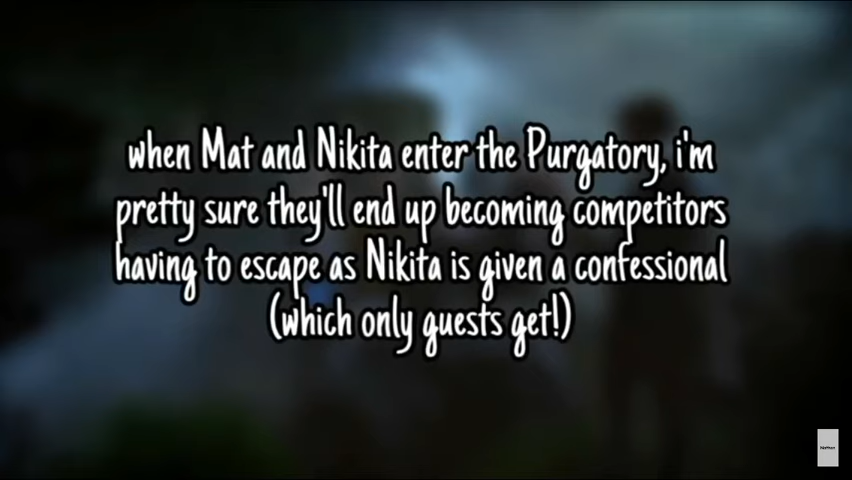 when Mat and Nikita enter the Purgatory, i'm
pretty sure they'll end up becoming competitors
having to escape as Nikita is given a confessional
(which only guests get!)